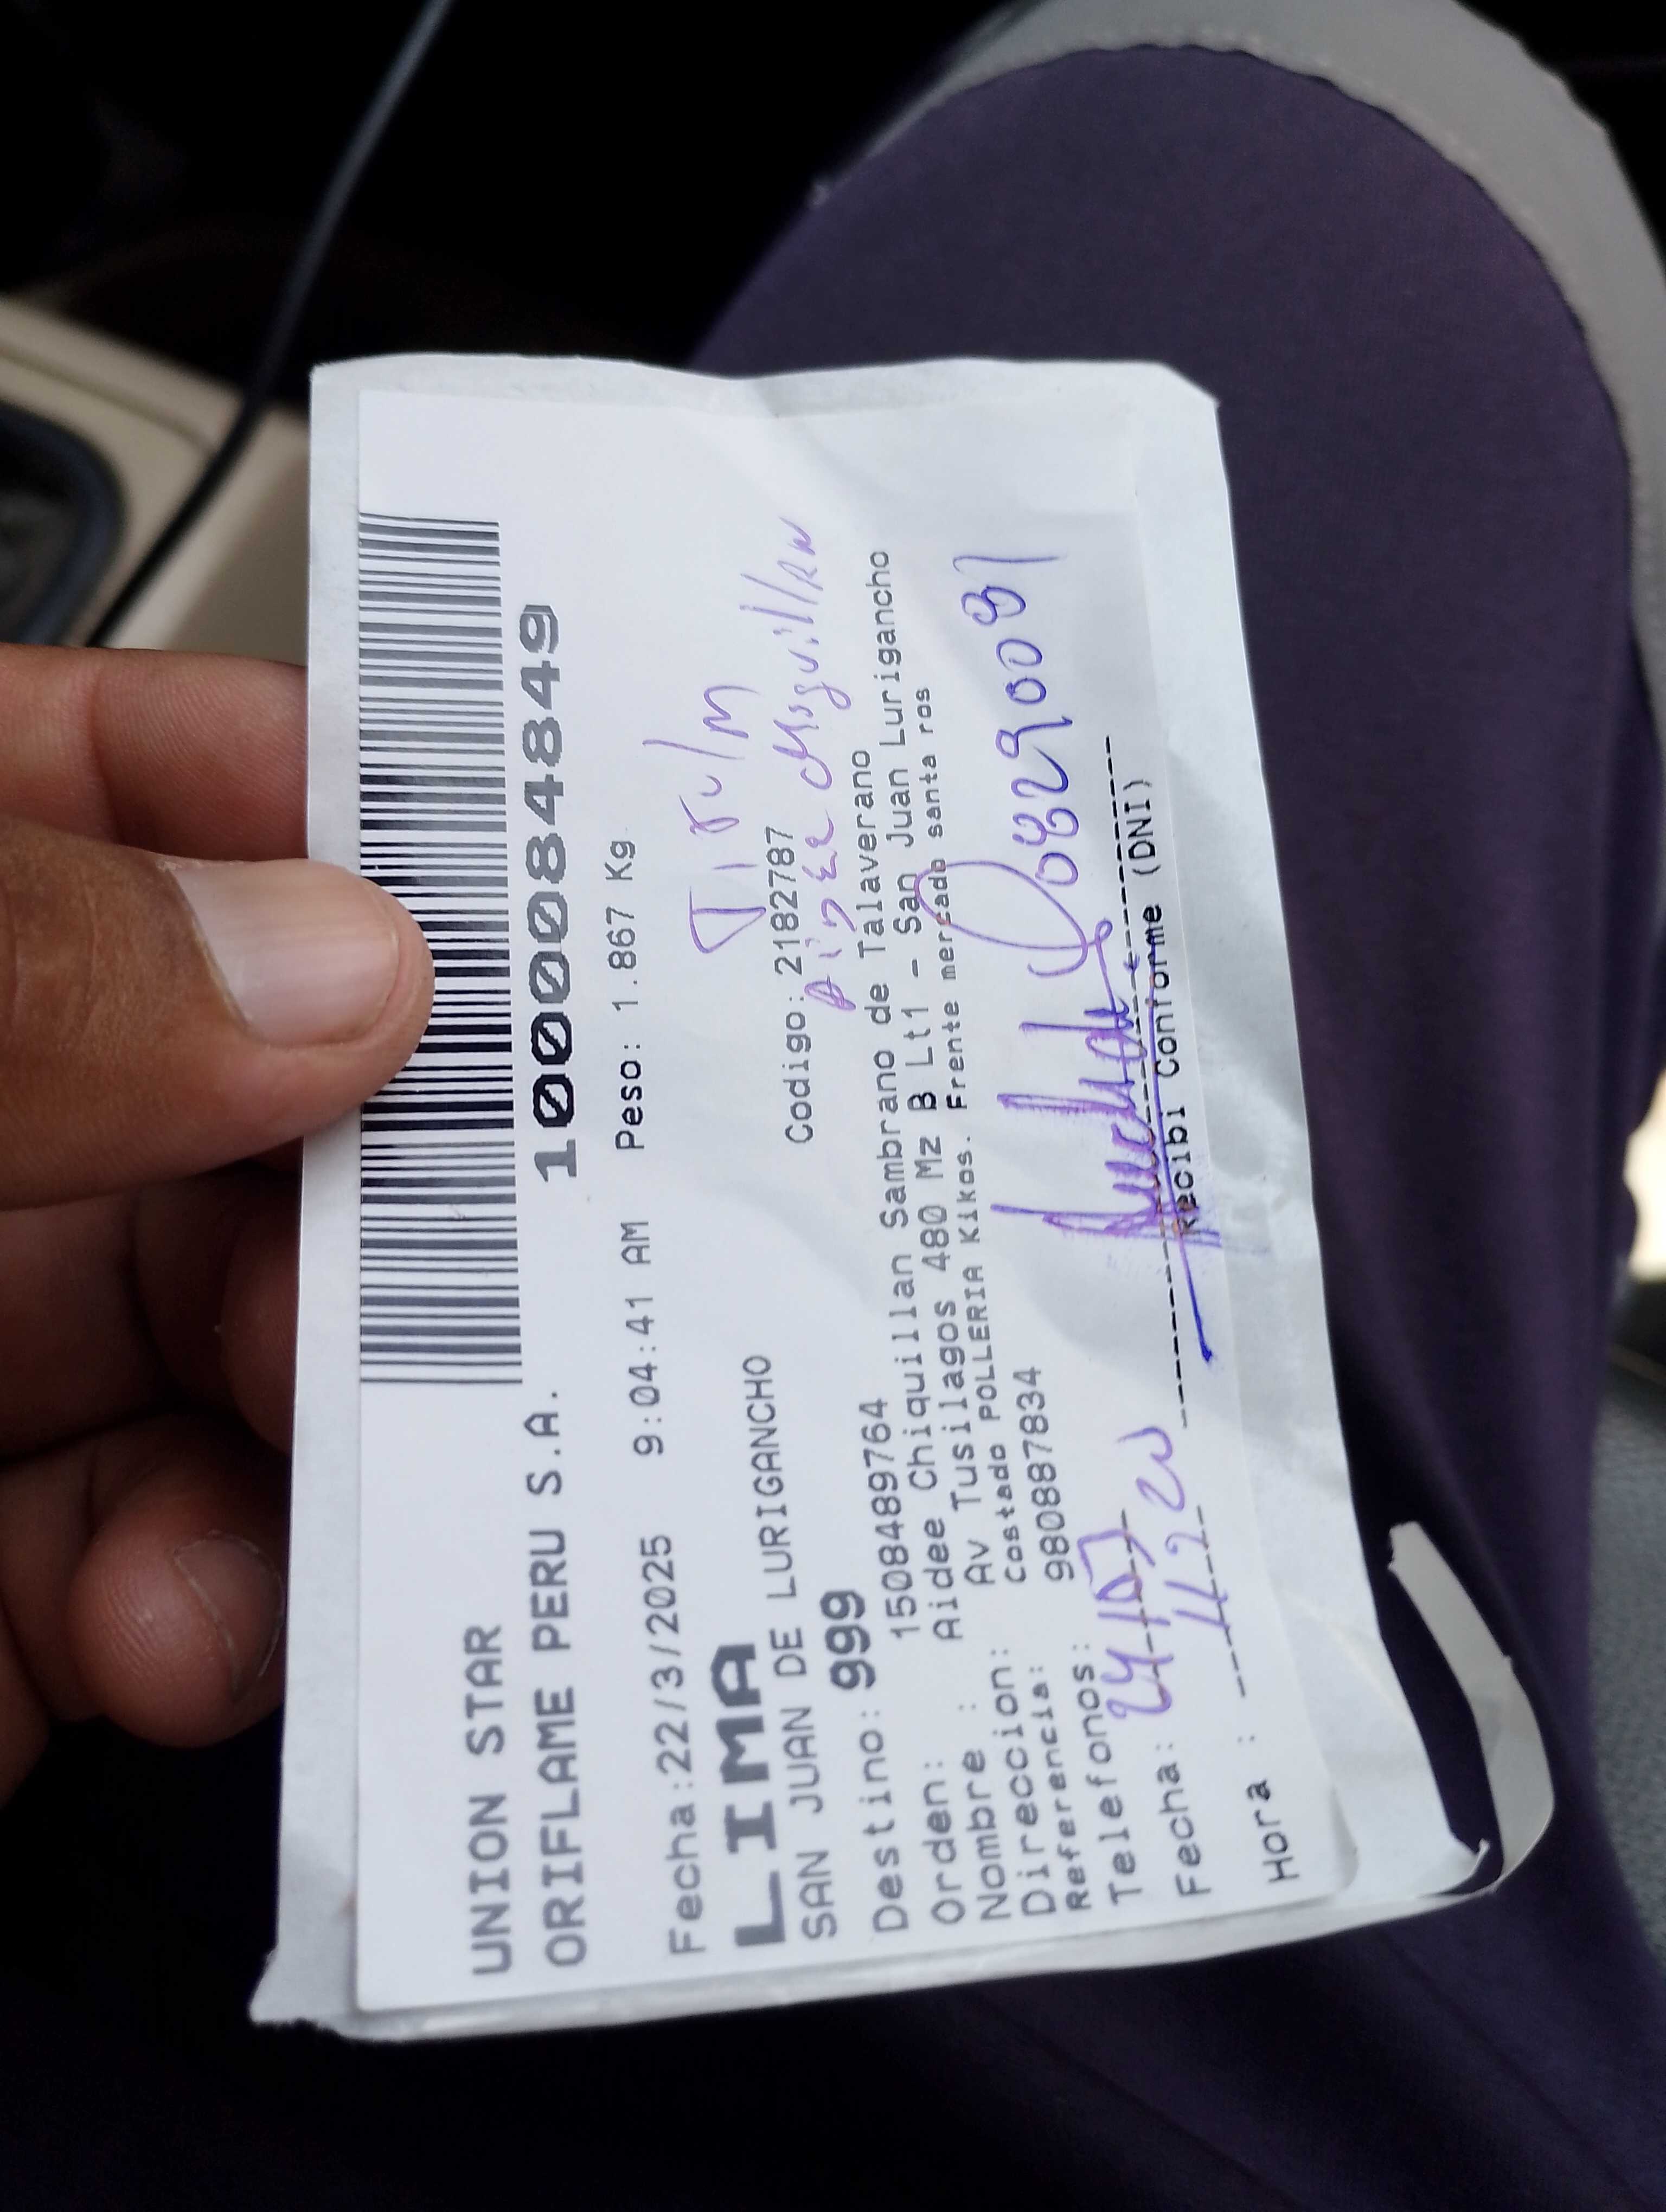 UNION STAR
ORIFLAME PERU S.A.
1000084849
Fecha:22/3/2025 9:04:41 AM Peso: 1.867 Kg
LIMA
SAN JUAN DE LURIGANCHO
Codigo: 2182787
Destino: 999
Orden: 15084897​64
Nombre : Aidee Chiquillan Sambrano de Talaverano
Direccion: Av Tusilagos 480 Mz B Lt1 - San Juan Lurigancho
Referencia: Costado POLLERIA Kikos. Frente mercado santa ros
Telefonos: 980887834
Fecha: 24/03
Hora : 11 20
08290081
Recibi Conforme (DNI)